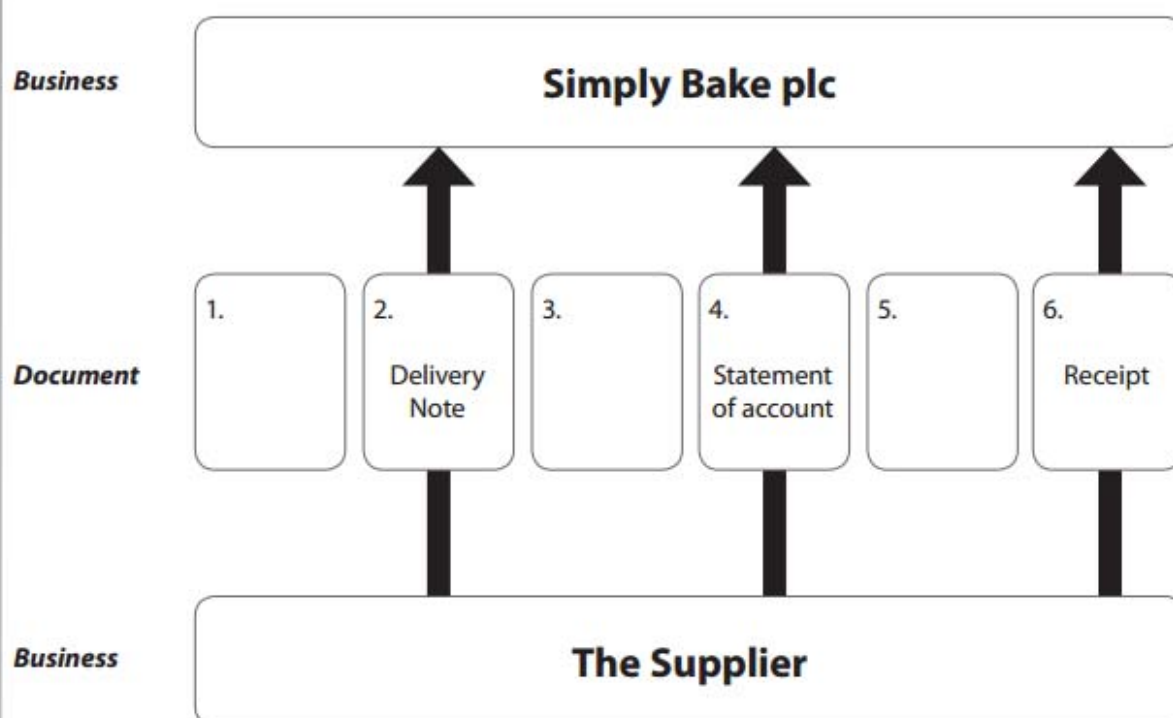 Business
Simply Bake plc
Document
1.
2.
Delivery
Note
3.
4.
Statement
of account
5.
6.
Receipt
Business
The Supplier